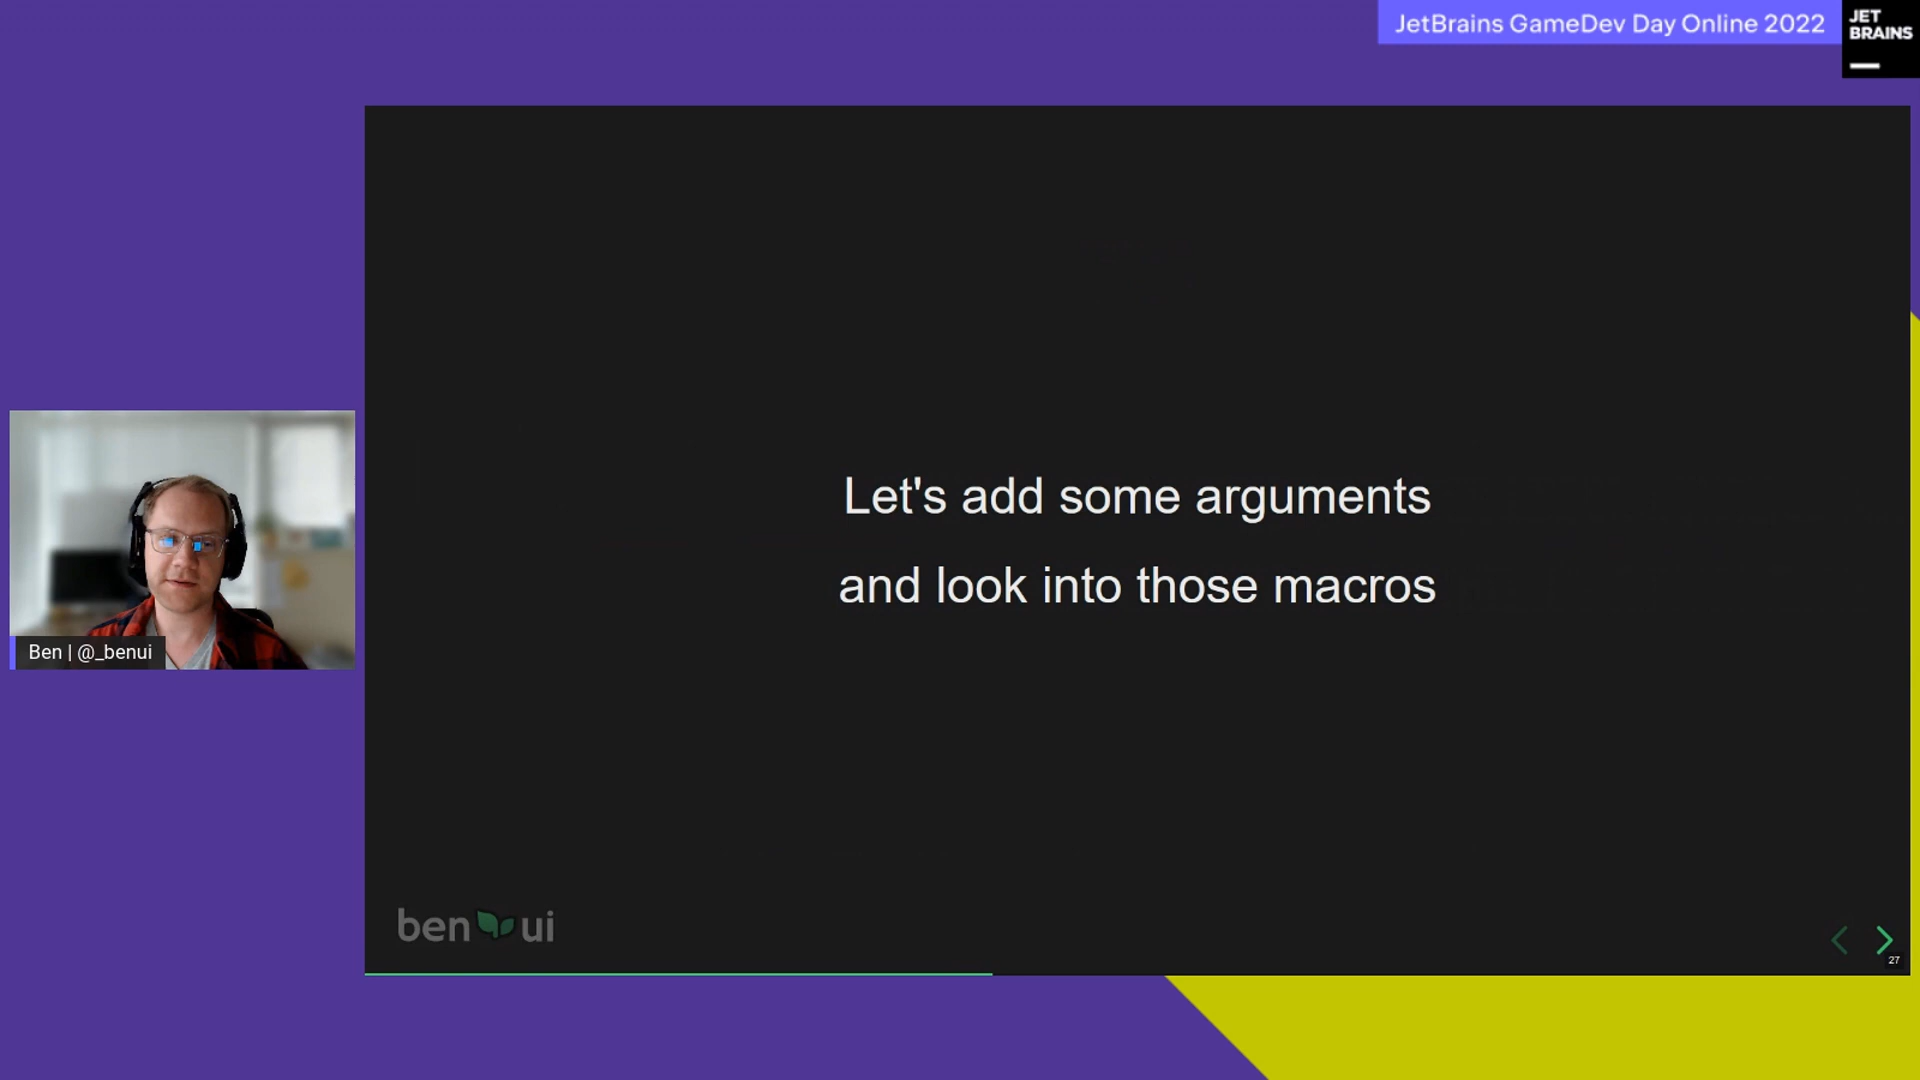 JetBrains GameDev Day Online 2022
JET
BRAINS
Let's add some arguments
and look into those macros
Ben | @_benui
ben ui
27